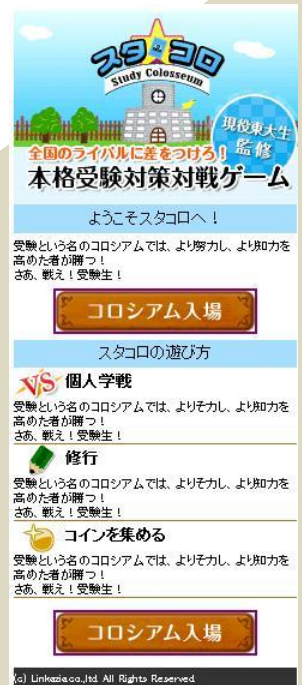 スタコロ
Study Colosseum
現役東大生
監修
全国のライバルに差をつけろ!
本格受験対策対戦ゲーム
ようこそスタコロへ!
受験という名のコロシアムでは、より努力し、より知力を
高めた者が勝つ!
さあ、戦え!受験生!
コロシアム入場
スタコロの遊び方
VS 個人学戦
受験という名のコロシアムでは、より努力し、より知力を
高めた者が勝つ!
さあ、戦え!受験生!
修行
受験という名のコロシアムでは、より努力し、より知力を
高めた者が勝つ!
さあ、戦え!受験生!
コインを集める
受験という名のコロシアムでは、より努力し、より知力を
高めた者が勝つ!
さあ、戦え!受験生!
コロシアム入場
(c) Linkazia.co.,ltd All Rights Reserved